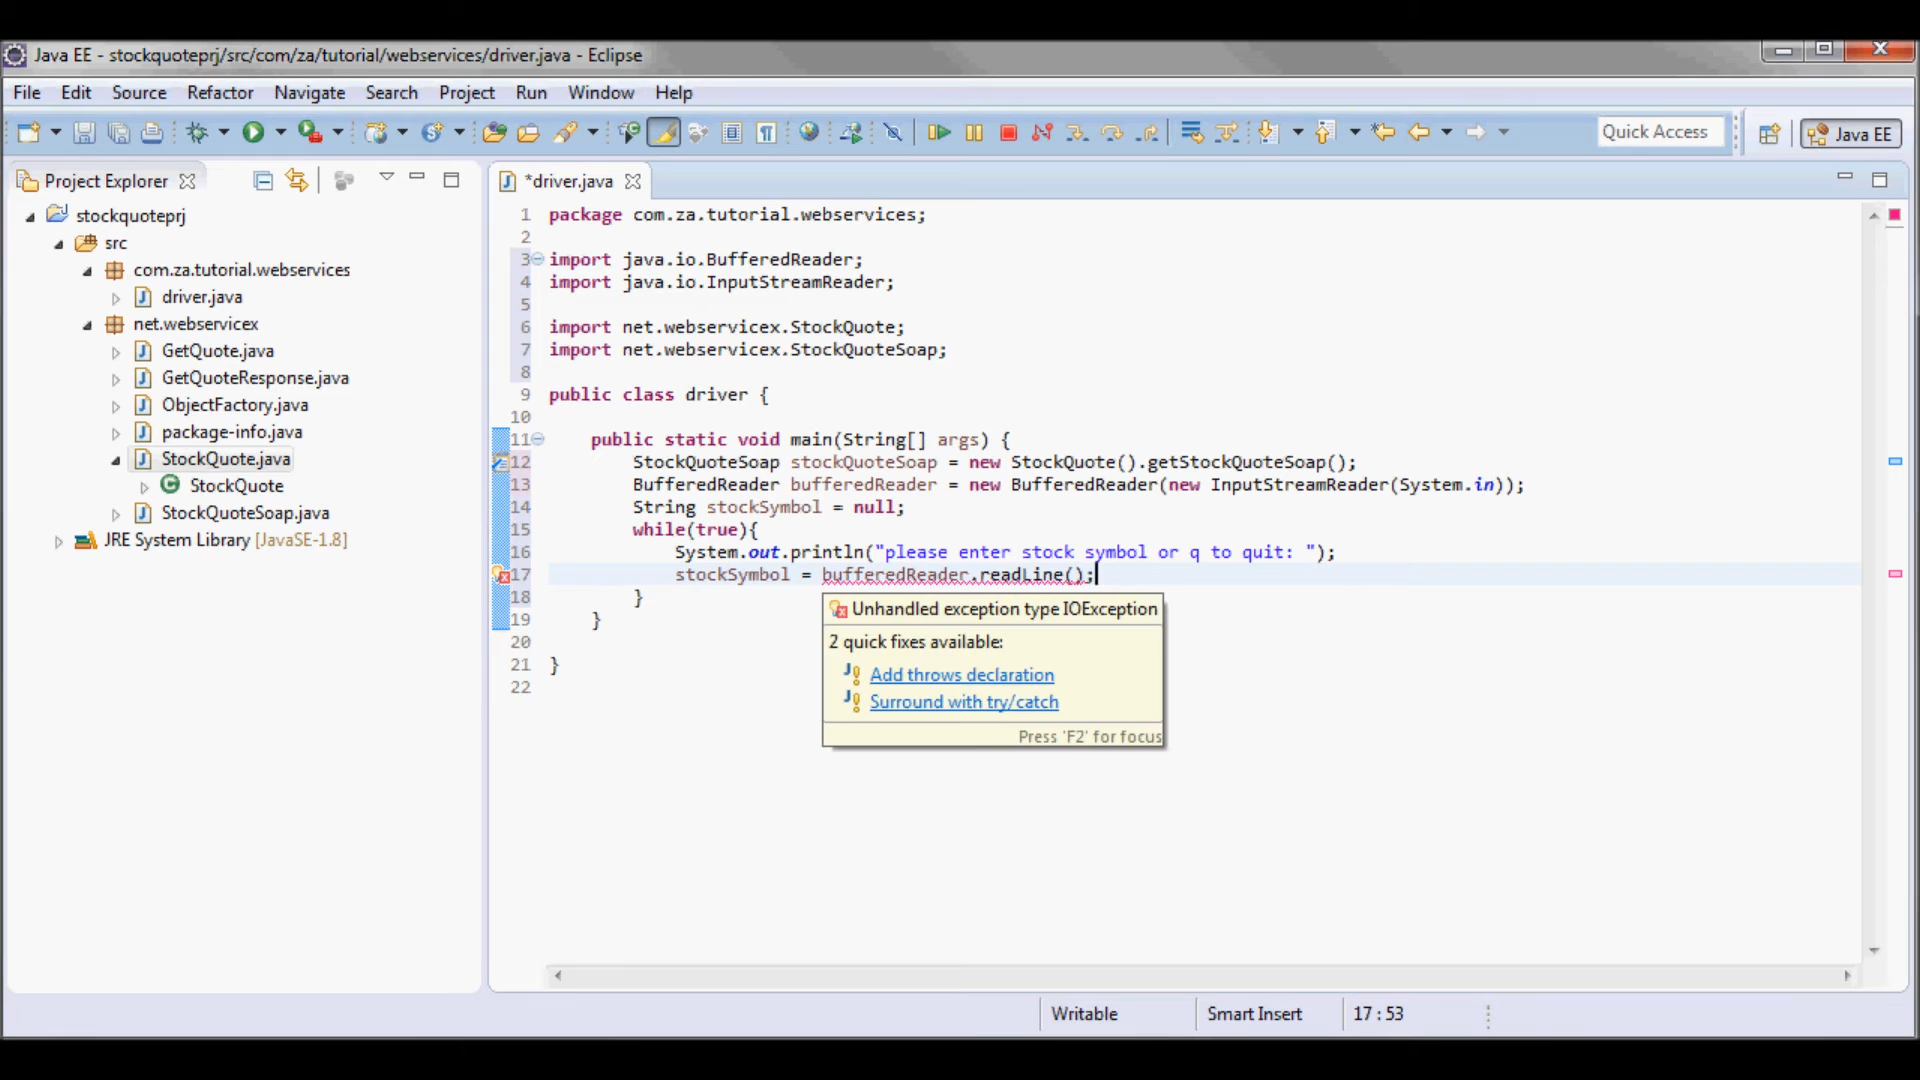 Java EE - stockquoteprj/src/com/za/tutorial/webservices/driver.java - Eclipse
File Edit Source Refactor Navigate Search Project Run Window Help
Quick Access
Java EE
Project Explorer
stockquoteprj
src
com.za.tutorial.webservices
driver.java
net.webservicex
GetQuote.java
GetQuoteResponse.java
ObjectFactory.java
package-info.java
StockQuote.java
StockQuote
StockQuoteSoap.java
JRE System Library [JavaSE-1.8]
*driver.java
1 package com.za.tutorial.webservices;
2
3 import java.io.BufferedReader;
4 import java.io.InputStreamReader;
5
6 import net.webservicex.StockQuote;
7 import net.webservicex.StockQuoteSoap;
8
9 public class driver {
10
11 public static void main(String[] args) {
12 StockQuoteSoap stockQuoteSoap = new StockQuote().getStockQuoteSoap();
13 BufferedReader bufferedReader = new BufferedReader(new InputStreamReader(System.in));
14 String stockSymbol = null;
15 while(true){
16 System.out.println("please enter stock symbol or q to quit: ");
17 stockSymbol = bufferedReader.readLine();
18 }
19 }
20
21 }
22
Unhandled exception type IOException
2 quick fixes available:
Add throws declaration
Surround with try/catch
Press 'F2' for focus
Writable
Smart Insert
17 : 53